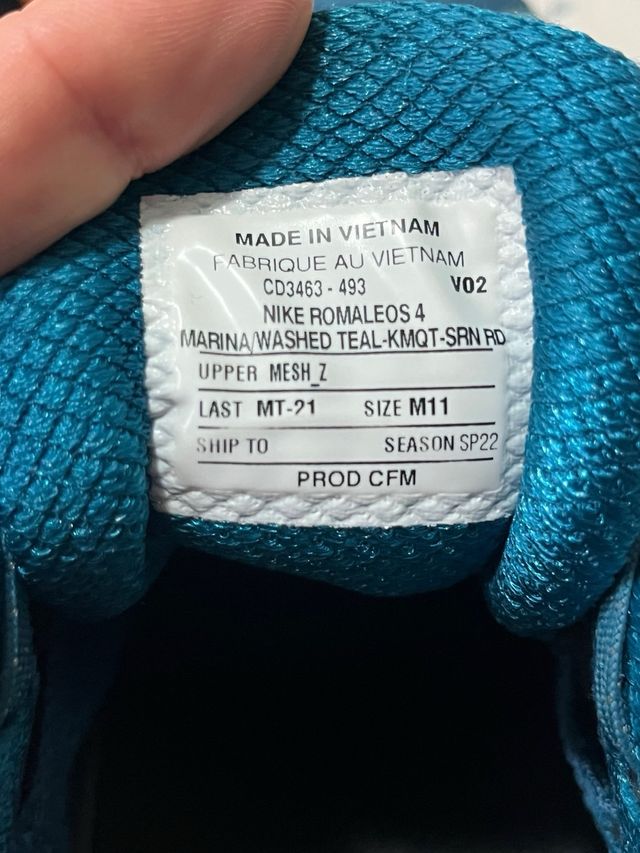 MADE IN VIETNAM
FABRIQUE AU VIETNAM
CD3463 - 493 V02
NIKE ROMALEOS 4
MARINA/WASHED TEAL-KMQT-SRN RD
UPPER MESH_Z
LAST MT-21 SIZE M11
SHIP TO SEASON SP22
PROD CFM